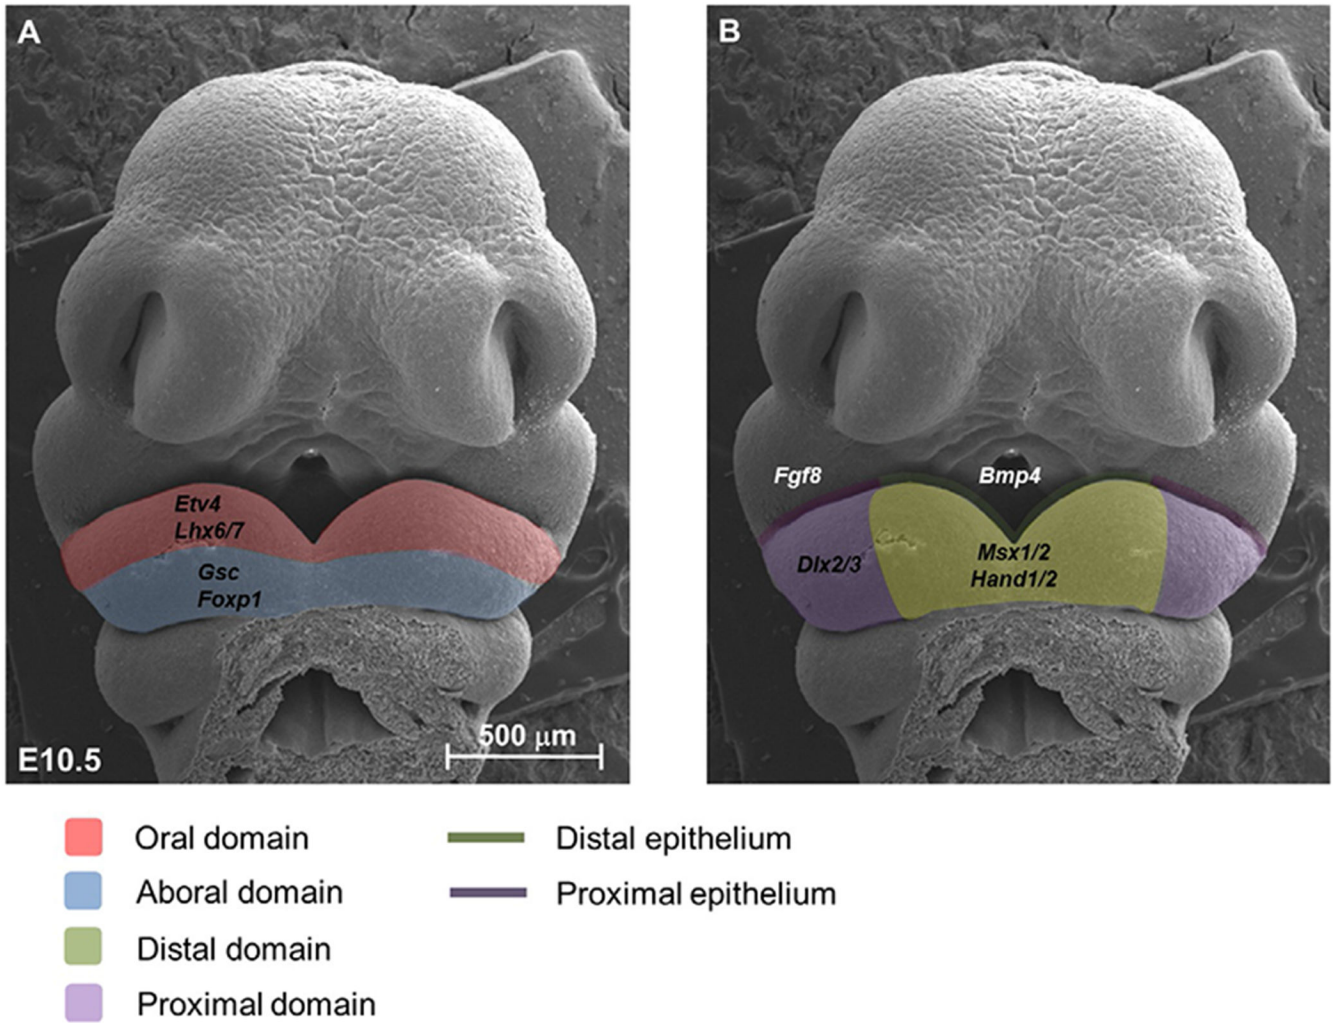 A
B
Etv4
Lhx6/7
Gsc
Foxp1
500 µm
E10.5
Fgf8
Bmp4
Dlx2/3
Msx1/2
Hand1/2
Oral domain
Aboral domain
Distal domain
Proximal domain
Distal epithelium
Proximal epithelium